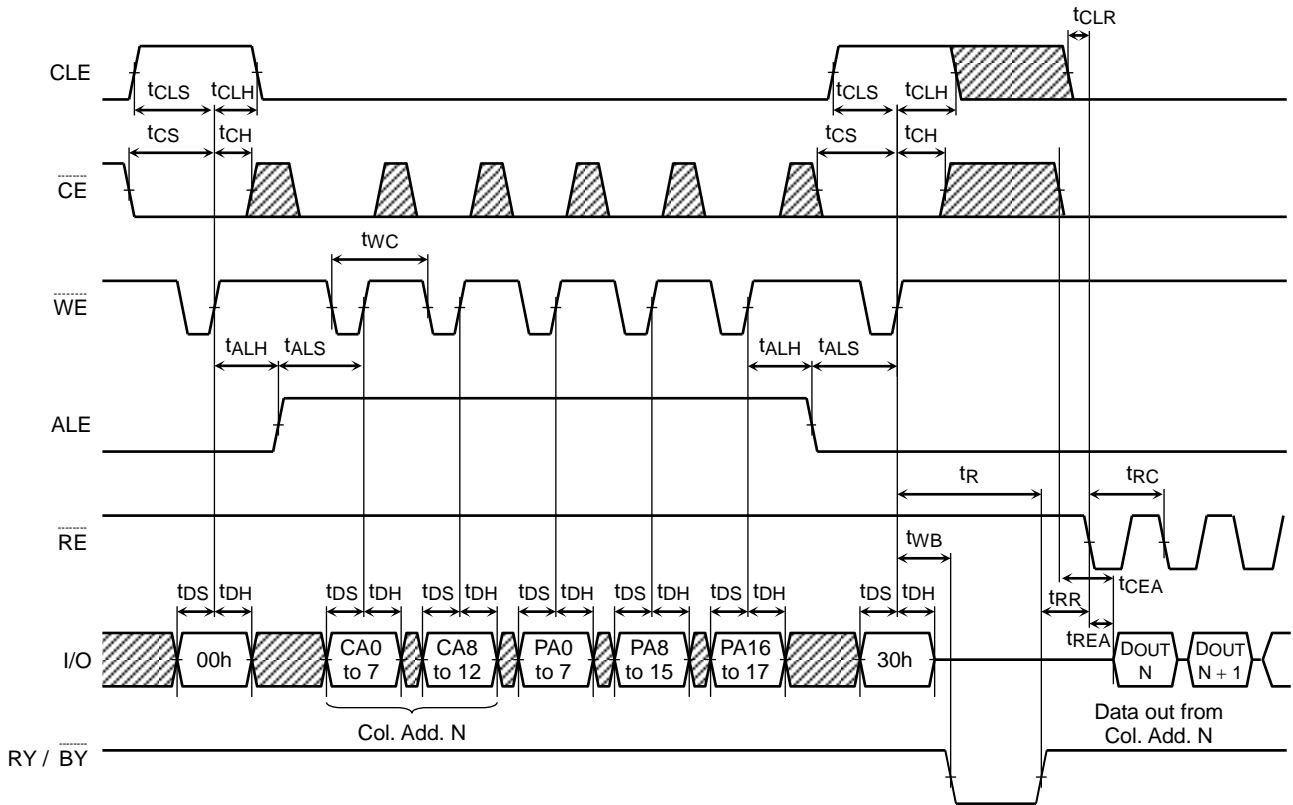 tCLR
CLE
tCLS tCLH tCLS tCLH
tCS tCH tCS tCH
CE
tWC
WE
tALH tALS tALH tALS
ALE
tR tRC
RE
tWB
tCEA
tDS tDH tDS tDH tDS tDH tDS tDH tDS tDH tDS tDH tDS tDH tRR
tREA
I/O 00h CA0 to 7 CA8 to 12 PA0 to 7 PA8 to 15 PA16 to 17 30h DOUT N DOUT N + 1
Col. Add. N
Data out from
Col. Add. N
RY / BY